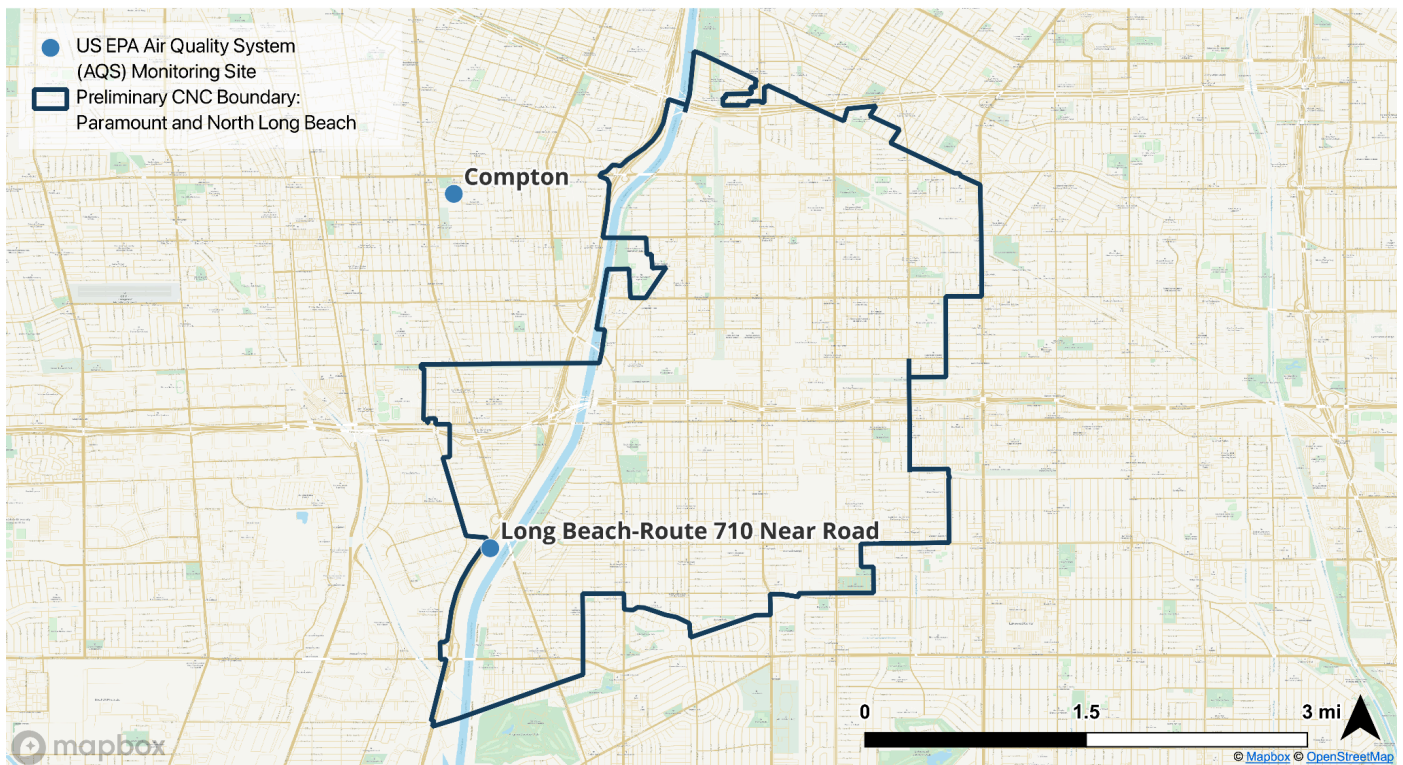 US EPA Air Quality System
(AQS) Monitoring Site
Preliminary CNC Boundary:
Paramount and North Long Beach
Compton
Long Beach-Route 710 Near Road
0 1.5 3 mi
mapbox
© Mapbox © OpenStreetMap